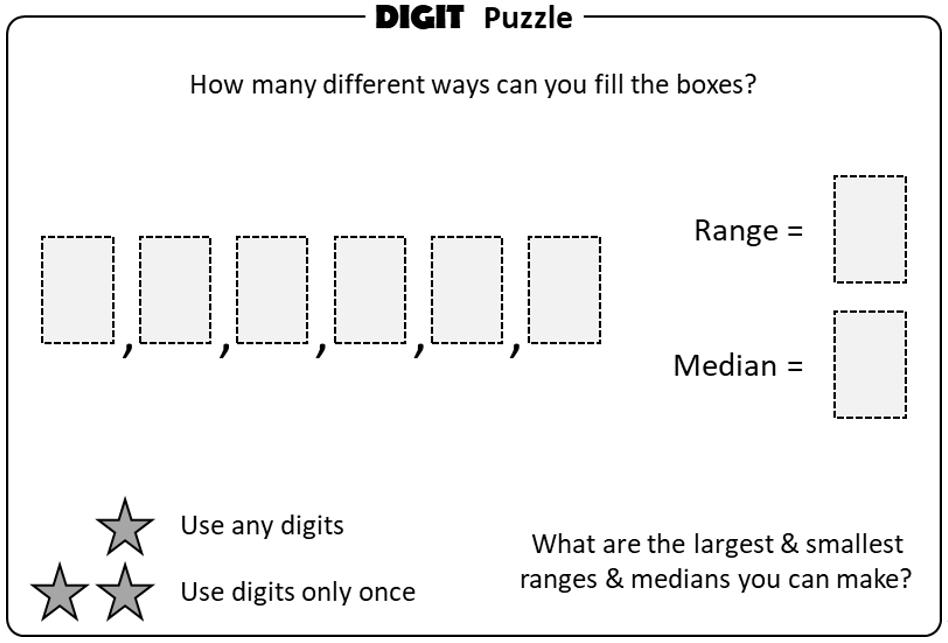 DIGIT Puzzle
How many different ways can you fill the boxes?
Range =
, , , , ,
Median =
Use any digits
Use digits only once
What are the largest & smallest
ranges & medians you can make?